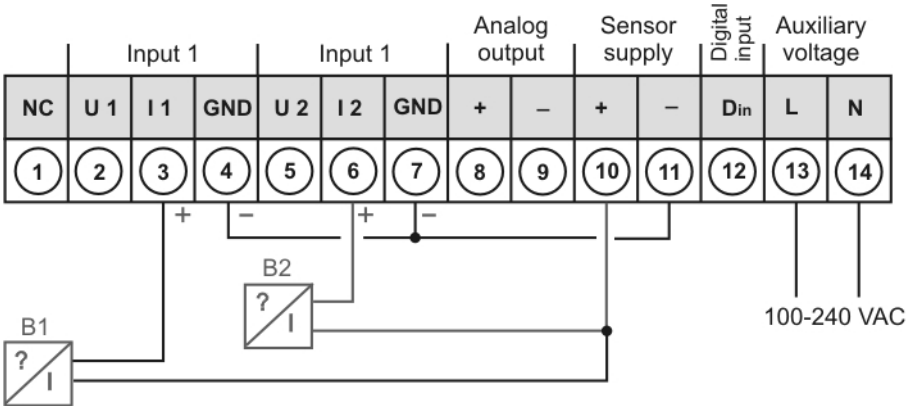 Analog Sensor Digital Auxiliary
Input 1 Input 1 output supply input voltage
NC U 1 I 1 GND U 2 I 2 GND + – + – Din L N
1 2 3 4 5 6 7 8 9 10 11 12 13 14
+ – + –
B2
? I
100-240 VAC
B1
? I